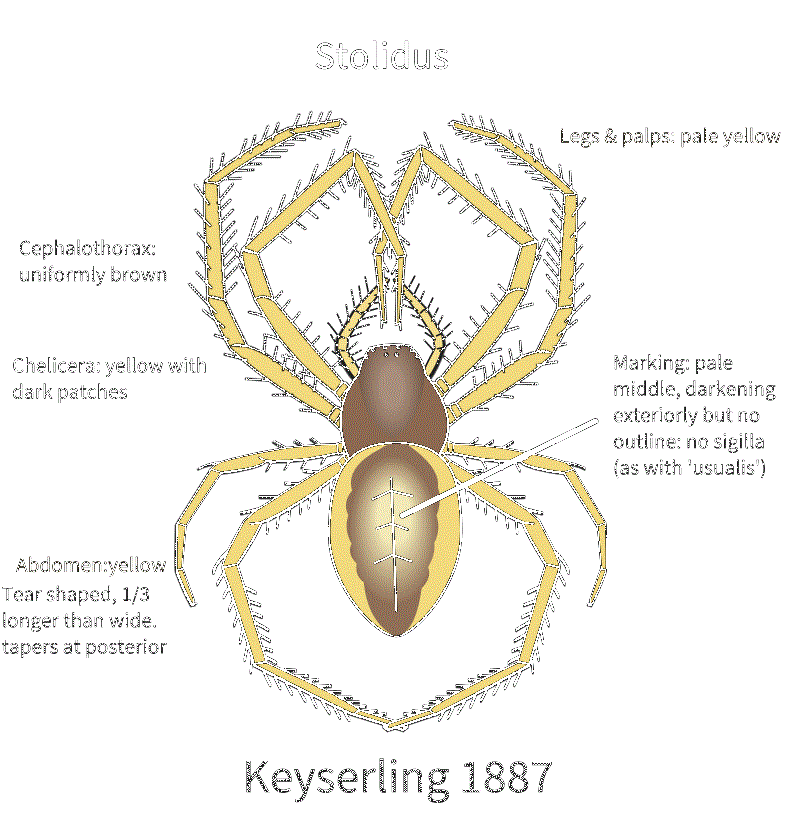 Stolidus
Legs & palps: pale yellow
Cephalothorax:
uniformly brown
Chelicera: yellow with
dark patches
Marking: pale
middle, darkening
exteriorly but no
outline: no sigilla
(as with 'usualis')
Abdomen:yellow
Tear shaped, 1/3
longer than wide.
tapers at posterior
Keyserling 1887